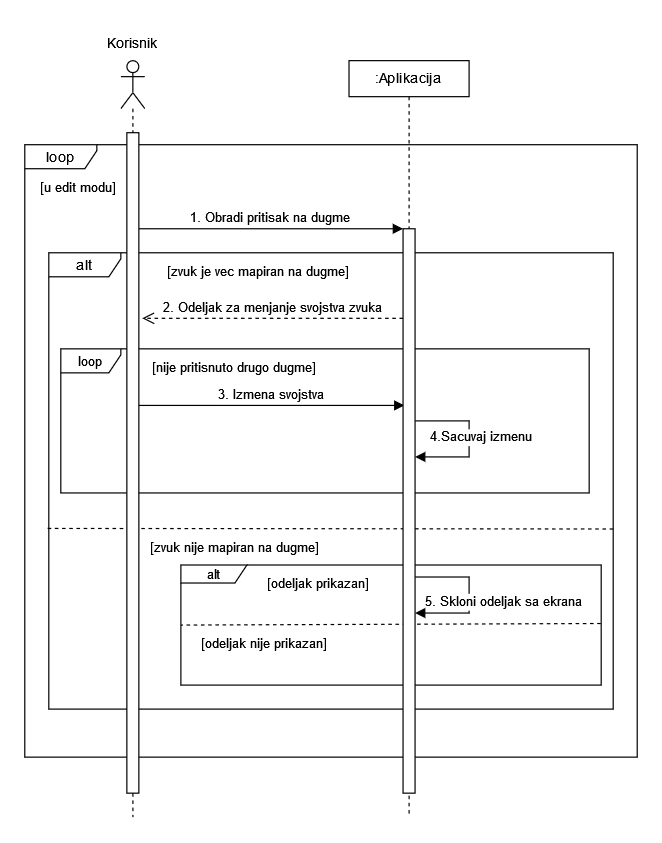 Korisnik
:Aplikacija
loop
[u edit modu]
1. Obradi pritisak na dugme
alt
[zvuk je vec mapiran na dugme]
2. Odeljak za menjanje svojstva zvuka
loop
[nije pritisnuto drugo dugme]
3. Izmena svojstva
4.Sacuvaj izmenu
[zvuk nije mapiran na dugme]
alt
[odeljak prikazan]
5. Skloni odeljak sa ekrana
[odeljak nije prikazan]